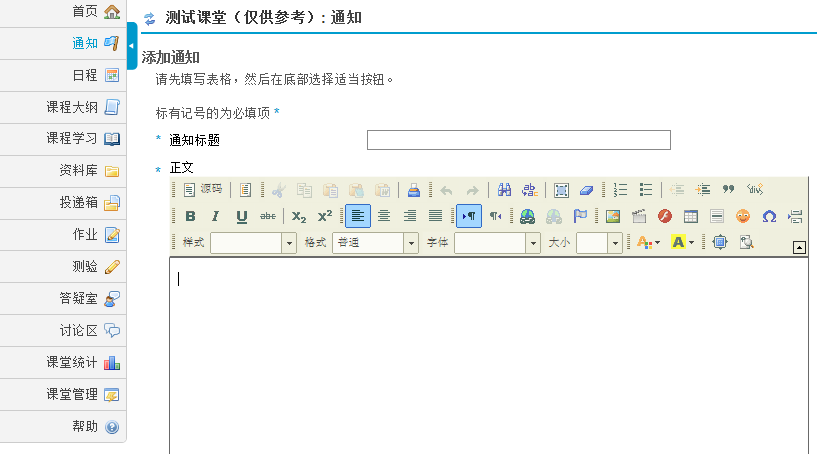 首页
通知
日程
课程大纲
课程学习
资料库
投递箱
作业
测验
答疑室
讨论区
课堂统计
课堂管理
帮助
测试课堂（仅供参考）: 通知
添加通知
请先填写表格，然后在底部选择适当按钮。
标有记号的为必填项 *
* 通知标题
* 正文
源码
B I U abc X₂ X²
样式 格式 普通 字体 大小 A A